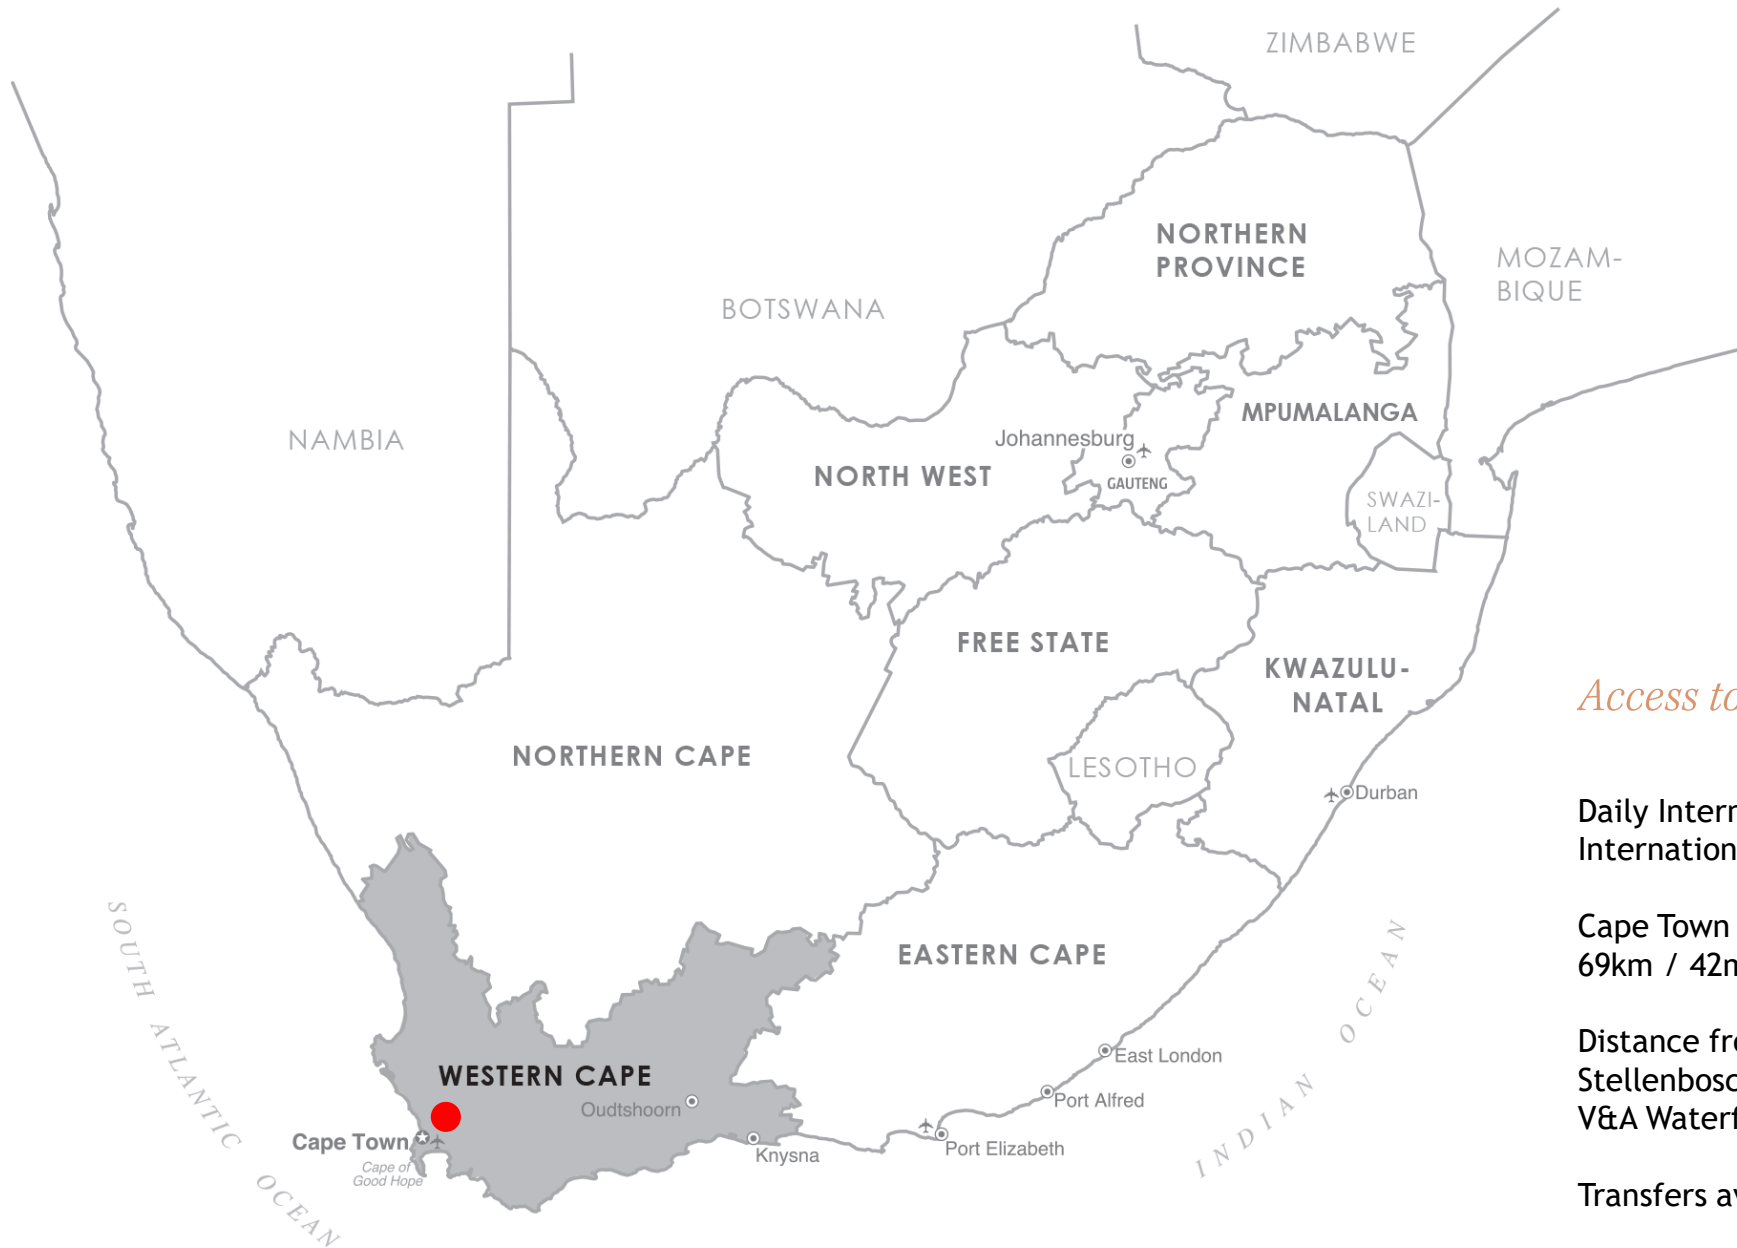 ZIMBABWE
NORTHERN
PROVINCE
MOZAM-
BIQUE
BOTSWANA
MPUMALANGA
NAMBIA
Johannesburg
NORTH WEST
GAUTENG
SWAZI-
LAND
FREE STATE
KWAZULU-
NATAL
NORTHERN CAPE
LESOTHO
Durban
SOUTH ATLANTIC OCEAN
EASTERN CAPE
INDIAN OCEAN
WESTERN CAPE
Oudtshoorn
East London
Port Alfred
Cape Town
Cape of
Good Hope
Knysna
Port Elizabeth
Access to
Daily Intern
Internation
Cape Town
69km / 42m
Distance fro
Stellenbosc
V&A Waterf
Transfers av